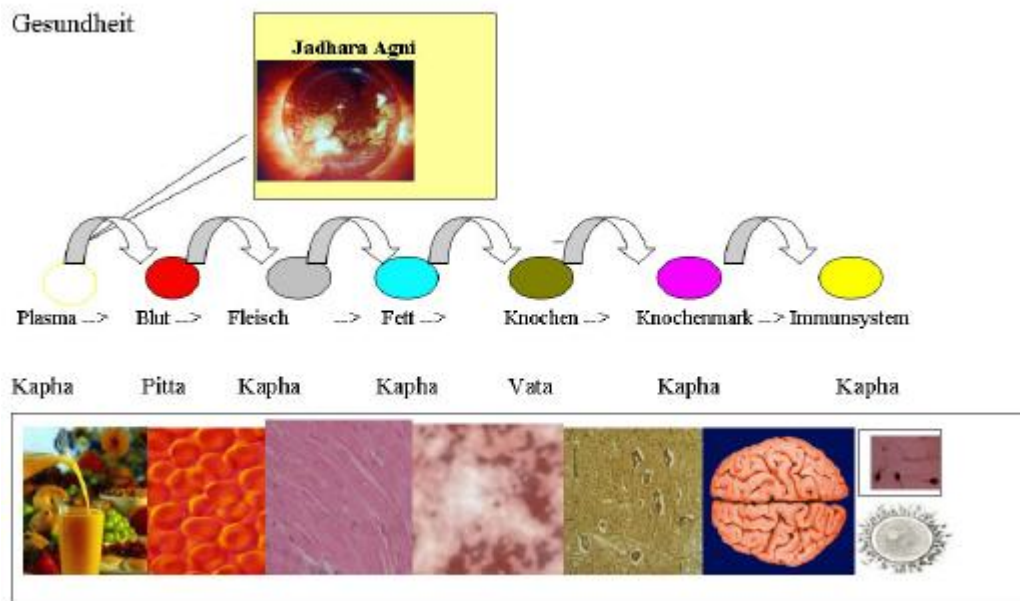 Gesundheit
Jadhara Agni
Plasma --> Blut --> Fleisch --> Fett --> Knochen --> Knochenmark --> Immunsystem
Kapha Pitta Kapha Kapha Vata Kapha Kapha